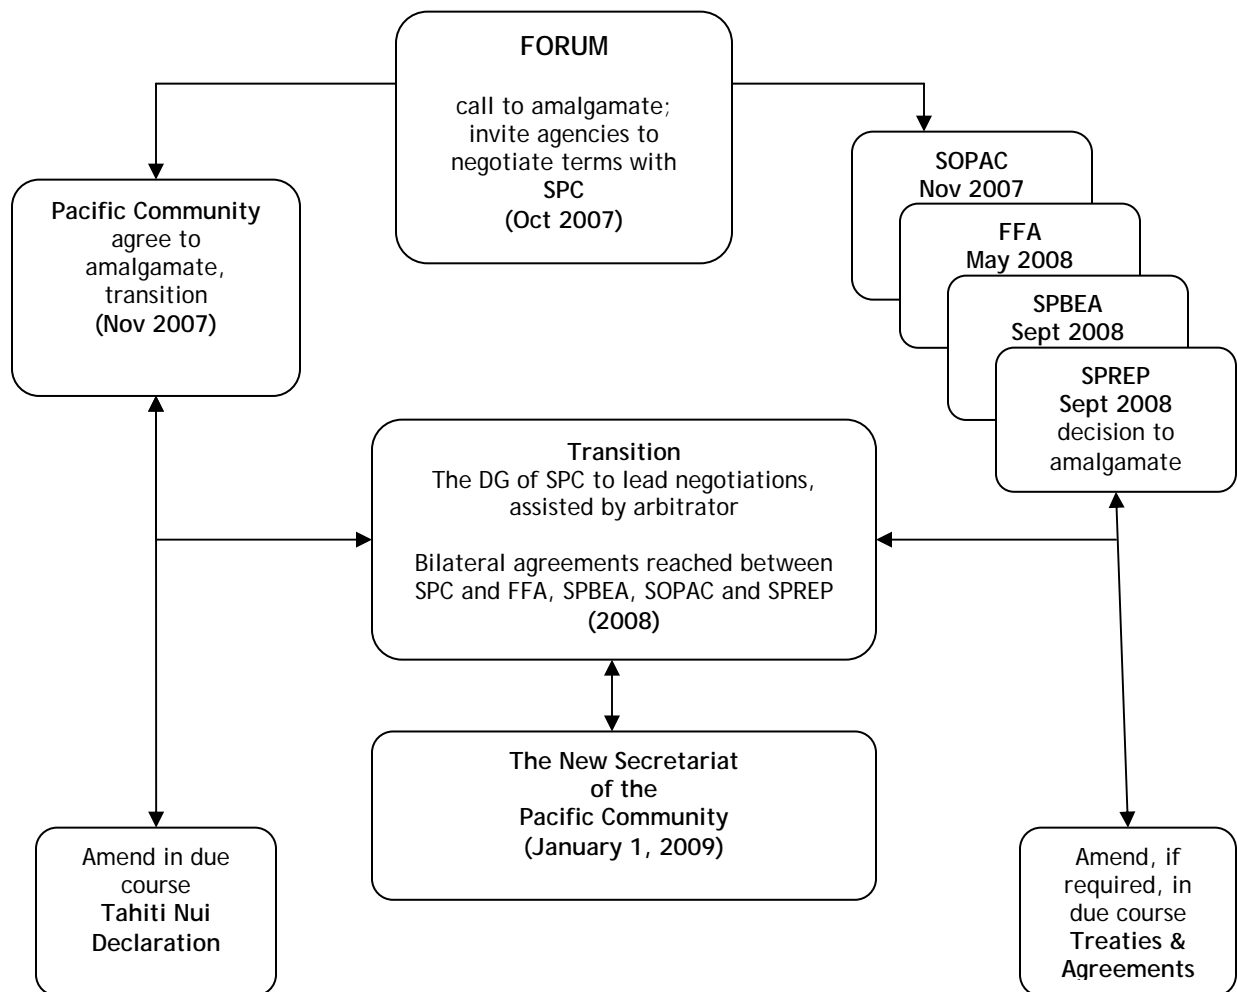 FORUM
call to amalgamate;
invite agencies to
negotiate terms with
SPC
(Oct 2007)
Pacific Community
agree to
amalgamate,
transition
(Nov 2007)
SOPAC
Nov 2007
FFA
May 2008
SPBEA
Sept 2008
SPREP
Sept 2008
decision to
amalgamate
Transition
The DG of SPC to lead negotiations,
assisted by arbitrator
Bilateral agreements reached between
SPC and FFA, SPBEA, SOPAC and SPREP
(2008)
The New Secretariat
of the
Pacific Community
(January 1, 2009)
Amend in due
course
Tahiti Nui
Declaration
Amend, if
required, in
due course
Treaties &
Agreements